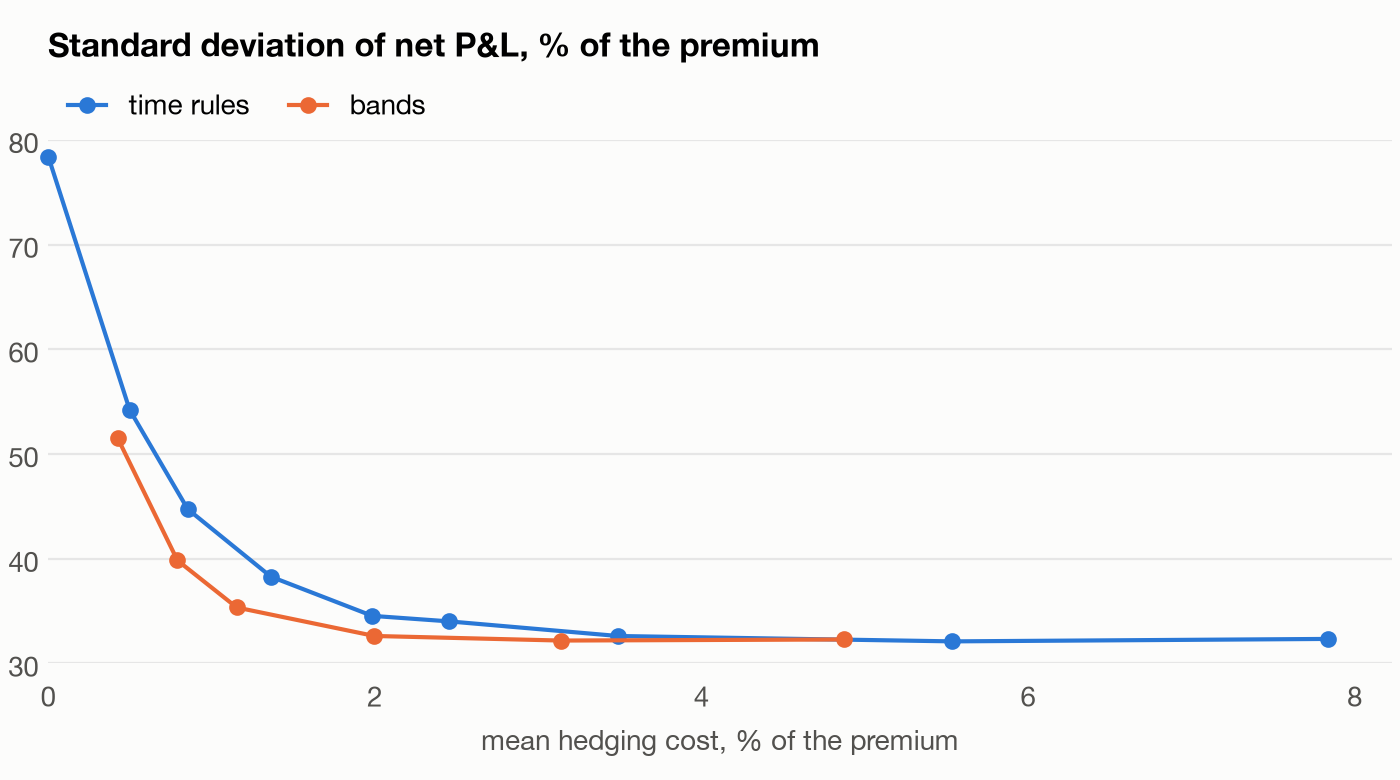 Standard deviation of net P&L, % of the premium
time rules bands
80
70
60
50
40
30
0 2 4 6 8
mean hedging cost, % of the premium